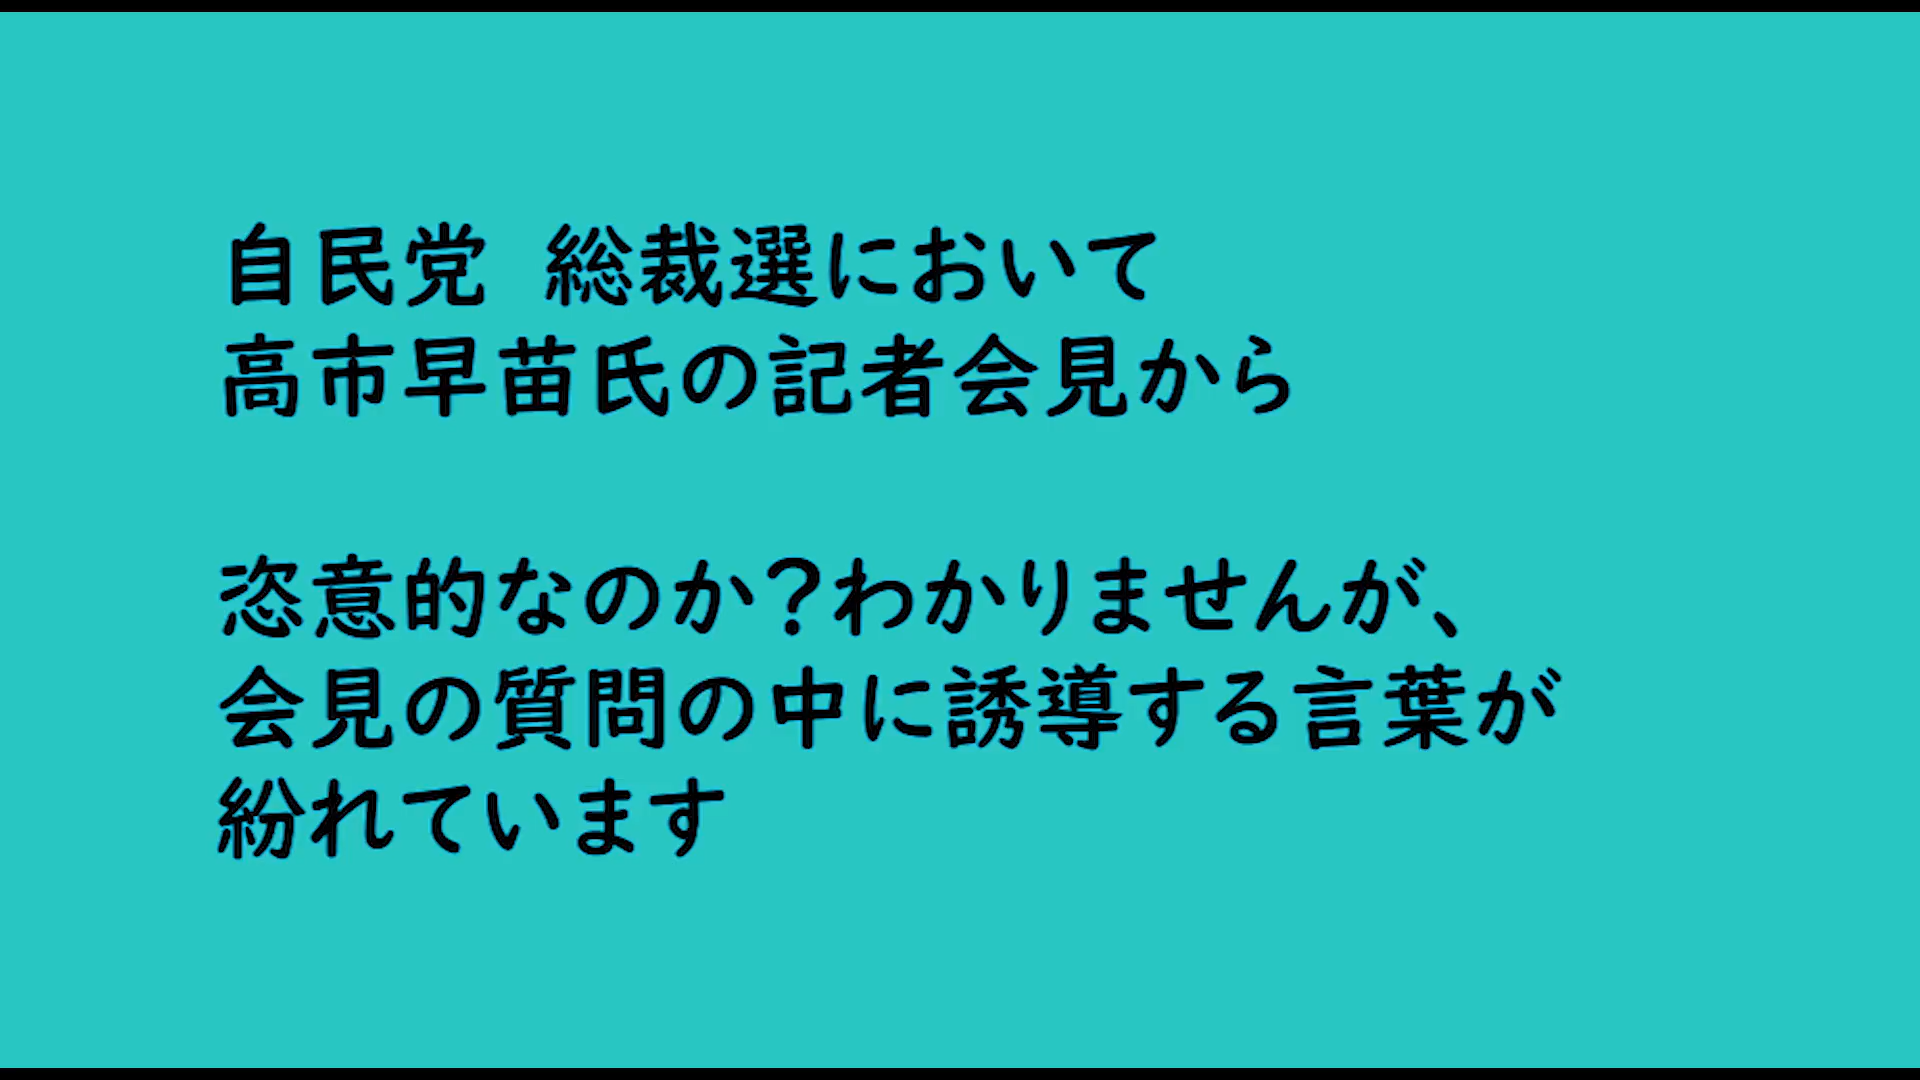 自民党　総裁選において
高市早苗氏の記者会見から
恣意的なのか？わかりませんが、
会見の質問の中に誘導する言葉が
紛れています